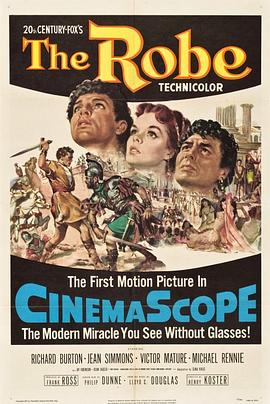 20th CENTURY-FOX'S
The Robe
TECHNICOLOR
The First Motion Picture In
CINEMASCOPE
The Modern Miracle You See Without Glasses!
RICHARD BURTON · JEAN SIMMONS · VICTOR MATURE · MICHAEL RENNIE
FRANK ROSS
PHILIP DUNNE
LLOYD C. DOUGLAS
HENRY KOSTER